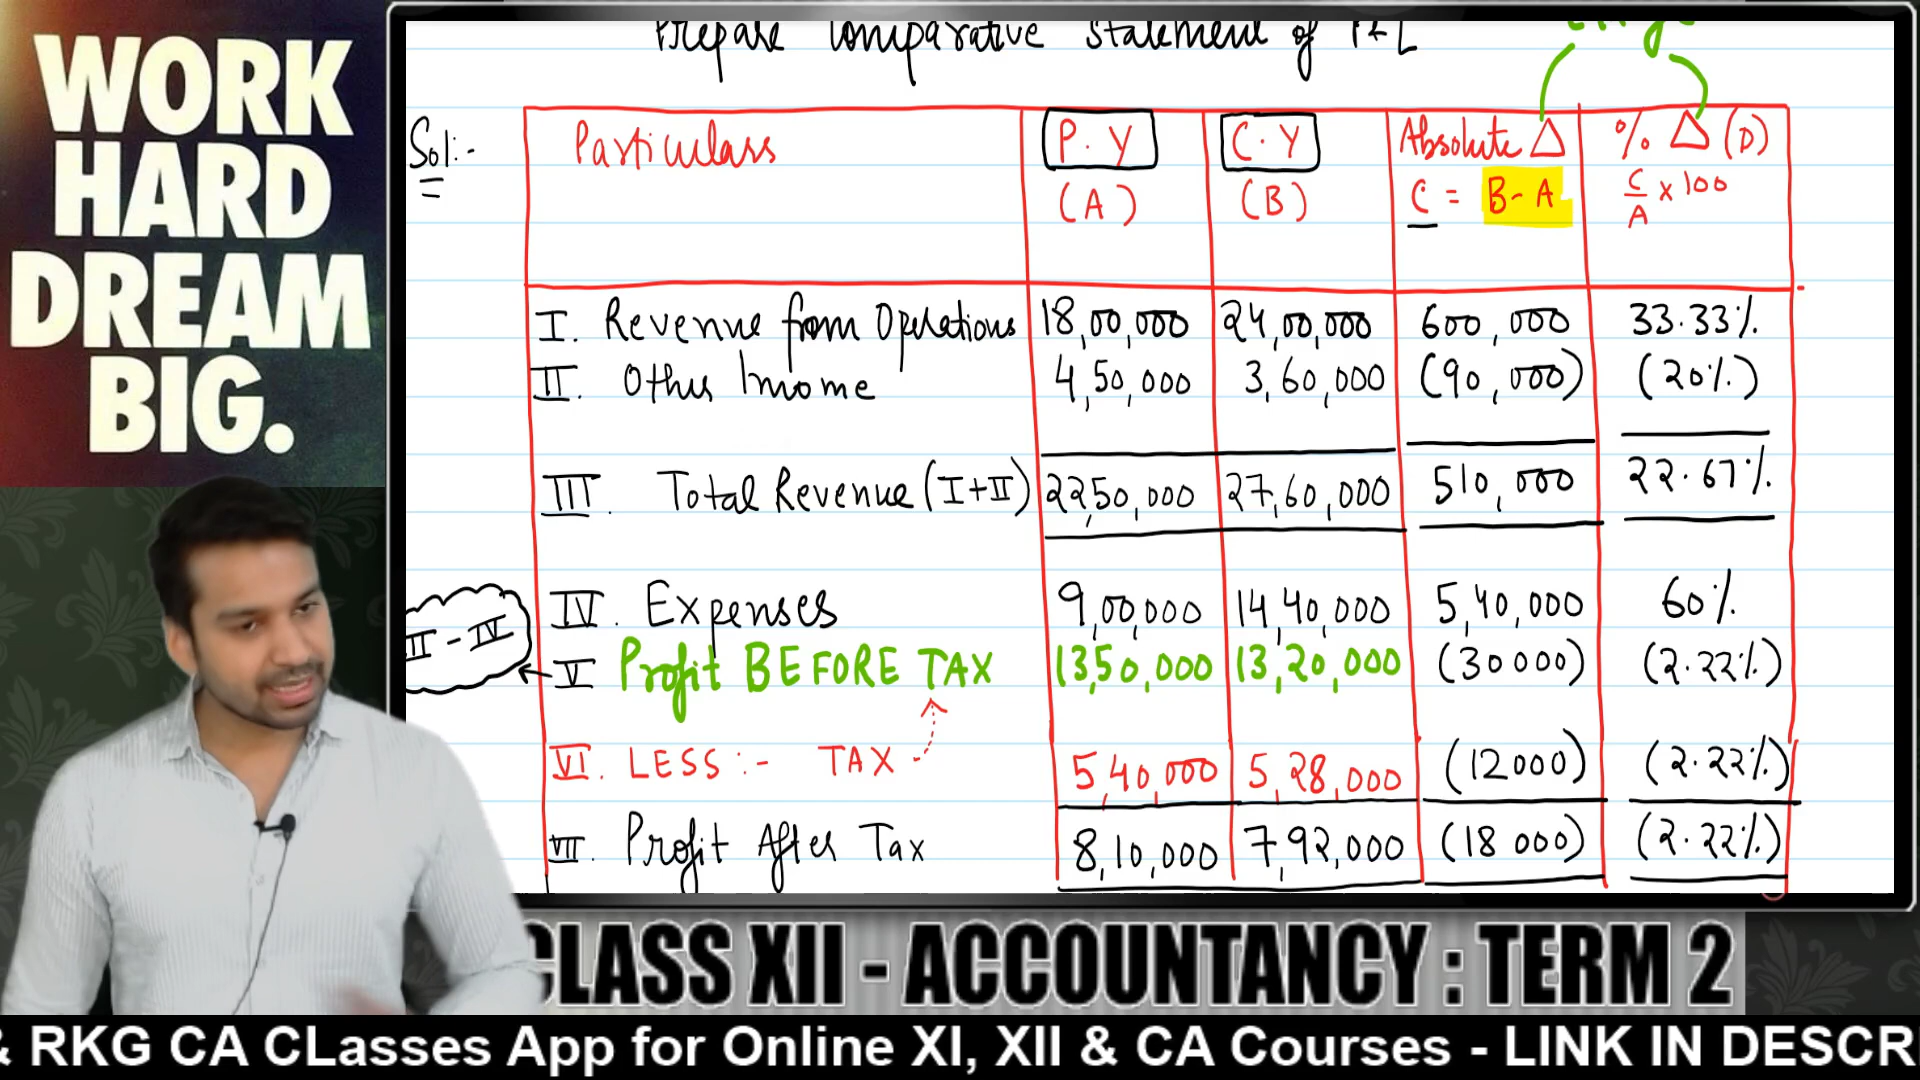 WORK
HARD
DREAM
BIG.
Prepare Comparative Statement of P&L
Sol:-
Particulars P.Y C.Y Absolute Δ % Δ (D)
(A) (B) C = B-A C/A x 100
I. Revenue from Operations 18,00,000 24,00,000 600,000 33.33%
II. Other Income 4,50,000 3,60,000 (90,000) (20%)
III. Total Revenue (I+II) 22,50,000 27,60,000 510,000 22.67%
IV. Expenses 9,00,000 14,40,000 5,40,000 60%
II - IV
V Profit BEFORE TAX 13,50,000 13,20,000 (30000) (2.22%)
VI. LESS:- TAX 5,40,000 5,28,000 (12000) (2.22%)
VII. Profit After Tax 8,10,000 7,92,000 (18000) (2.22%)
CLASS XII - ACCOUNTANCY : TERM 2
& RKG CA CLasses App for Online XI, XII & CA Courses - LINK IN DESCR